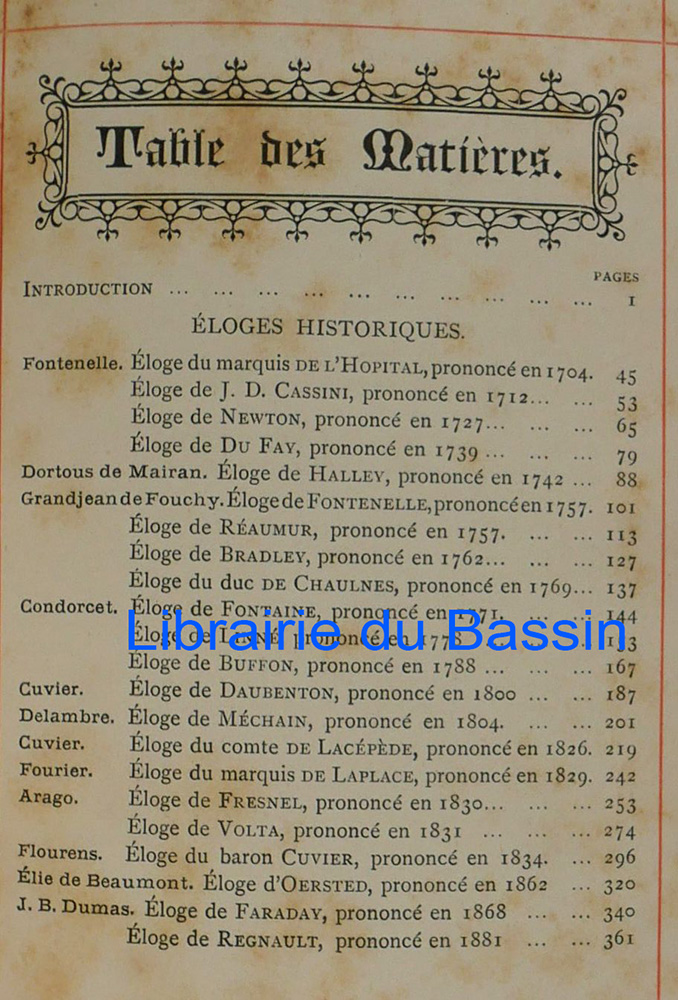 Table des Matières.
PAGES
INTRODUCTION ... ... ... ... ... ... ... ... ... ... 1
ÉLOGES HISTORIQUES.
Fontenelle. Éloge du marquis DE L'HOPITAL, prononcé en 1704. 45
Éloge de J. D. CASSINI, prononcé en 1712... ... 53
Éloge de NEWTON, prononcé en 1727... ... ... 65
Éloge de DU FAY, prononcé en 1739 ... ... ... 79
Dortous de Mairan. Éloge de HALLEY, prononcé en 1742 ... 88
Grandjean de Fouchy. Éloge de FONTENELLE, prononcé en 1757. 101
Éloge de RÉAUMUR, prononcé en 1757. ... ... 113
Éloge de BRADLEY, prononcé en 1762... ... ... 127
Éloge du duc DE CHAULNES, prononcé en 1769... 137
Condorcet. Éloge de FONTAINE, prononcé en 1771. ... ... 144
Éloge de LINNÉ, prononcé en 1778 ... ... ... 153
Librairie du Bassin
Éloge de BUFFON, prononcé en 1788 ... ... ... 167
Cuvier. Éloge de DAUBENTON, prononcé en 1800 ... ... 187
Delambre. Éloge de MÉCHAIN, prononcé en 1804. ... ... 201
Cuvier. Éloge du comte DE LACÉPÈDE, prononcé en 1826. 219
Fourier. Éloge du marquis DE LAPLACE, prononcé en 1829. 242
Arago. Éloge de FRESNEL, prononcé en 1830... ... ... 253
Éloge de VOLTA, prononcé en 1831 ... ... ... 274
Flourens. Éloge du baron CUVIER, prononcé en 1834. ... 296
Élie de Beaumont. Éloge d'OERSTED, prononcé en 1862 ... 320
J. B. Dumas. Éloge de FARADAY, prononcé en 1868 ... ... 340
Éloge de REGNAULT, prononcé en 1881 ... ... 361